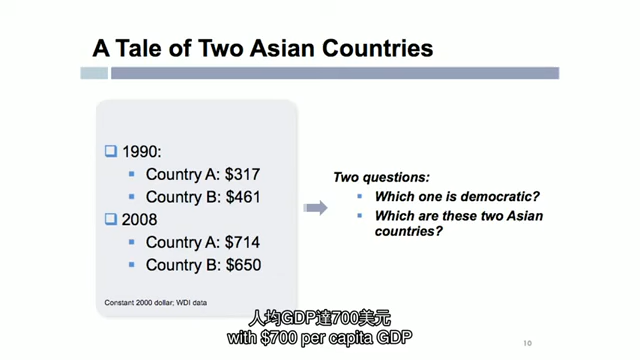 A Tale of Two Asian Countries
1990:
Country A: $317
Country B: $461
2008
Country A: $714
Country B: $650
Constant 2000 dollar; WDI data
Two questions:
Which one is democratic?
Which are these two Asian
countries?
人均GDP達700美元
with $700 per capita GDP
10